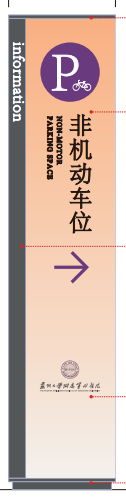 information
P
非机动车位
NON-MOTOR
PARKING SPACE